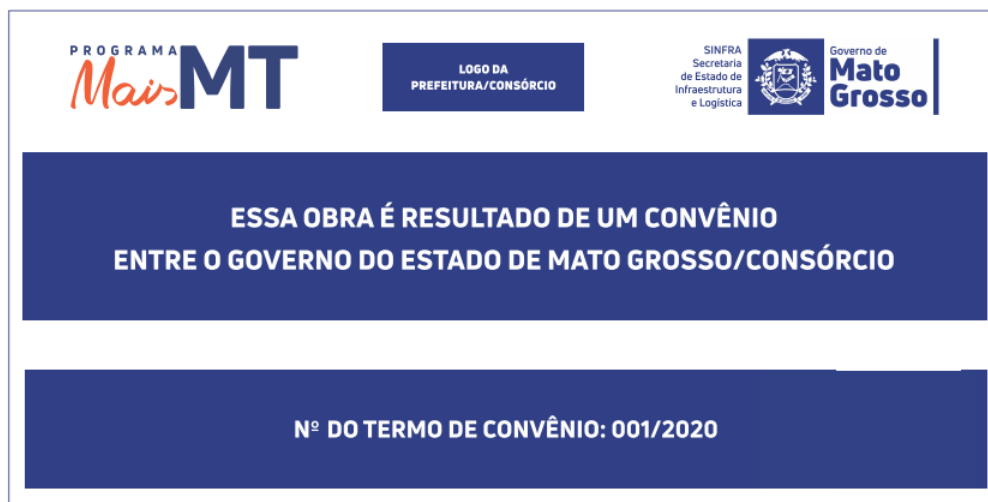 PROGRAMA
Mais MT
LOGO DA
PREFEITURA/CONSÓRCIO
SINFRA
Secretaria
de Estado de
Infraestrutura
e Logística
Governo de
Mato
Grosso
ESSA OBRA É RESULTADO DE UM CONVÊNIO
ENTRE O GOVERNO DO ESTADO DE MATO GROSSO/CONSÓRCIO
Nº DO TERMO DE CONVÊNIO: 001/2020